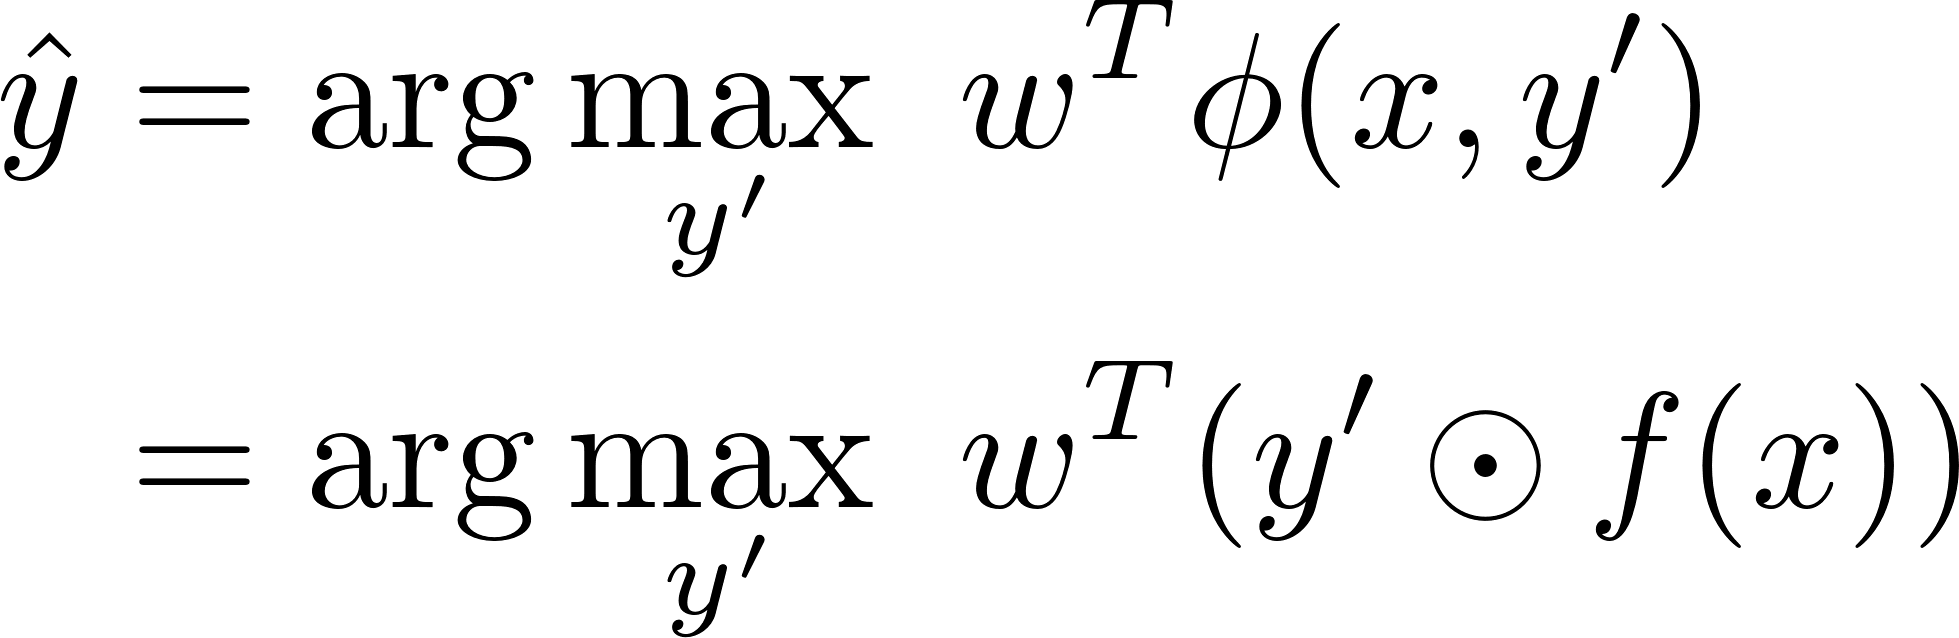 ŷ = arg max_{y′} w^T ϕ(x, y′)
= arg max_{y′} w^T (y′ ⊙ f(x))